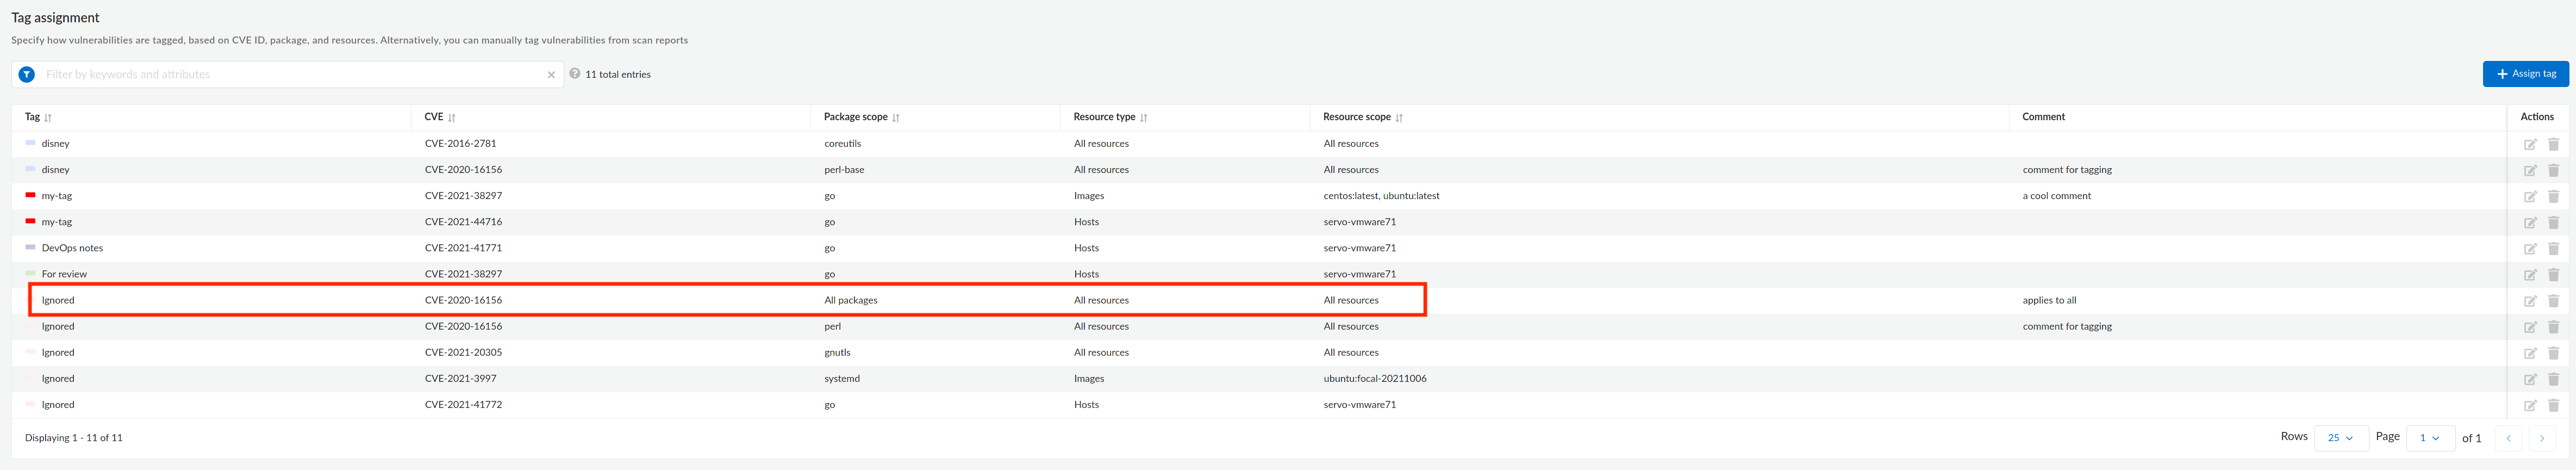 Tag assignment
Specify how vulnerabilities are tagged, based on CVE ID, package, and resources. Alternatively, you can manually tag vulnerabilities from scan reports
Filter by keywords and attributes × ? 11 total entries + Assign tag
Tag CVE Package scope Resource type Resource scope Comment Actions
disney CVE-2016-2781 coreutils All resources All resources
disney CVE-2020-16156 perl-base All resources All resources comment for tagging
my-tag CVE-2021-38297 go Images centos:latest, ubuntu:latest a cool comment
my-tag CVE-2021-44716 go Hosts servo-vmware71
DevOps notes CVE-2021-41771 go Hosts servo-vmware71
For review CVE-2021-38297 go Hosts servo-vmware71
Ignored CVE-2020-16156 All packages All resources All resources applies to all
Ignored CVE-2020-16156 perl All resources All resources comment for tagging
Ignored CVE-2021-20305 gnutls All resources All resources
Ignored CVE-2021-3997 systemd Images ubuntu:focal-20211006
Ignored CVE-2021-41772 go Hosts servo-vmware71
Displaying 1 - 11 of 11 Rows 25 Page 1 of 1